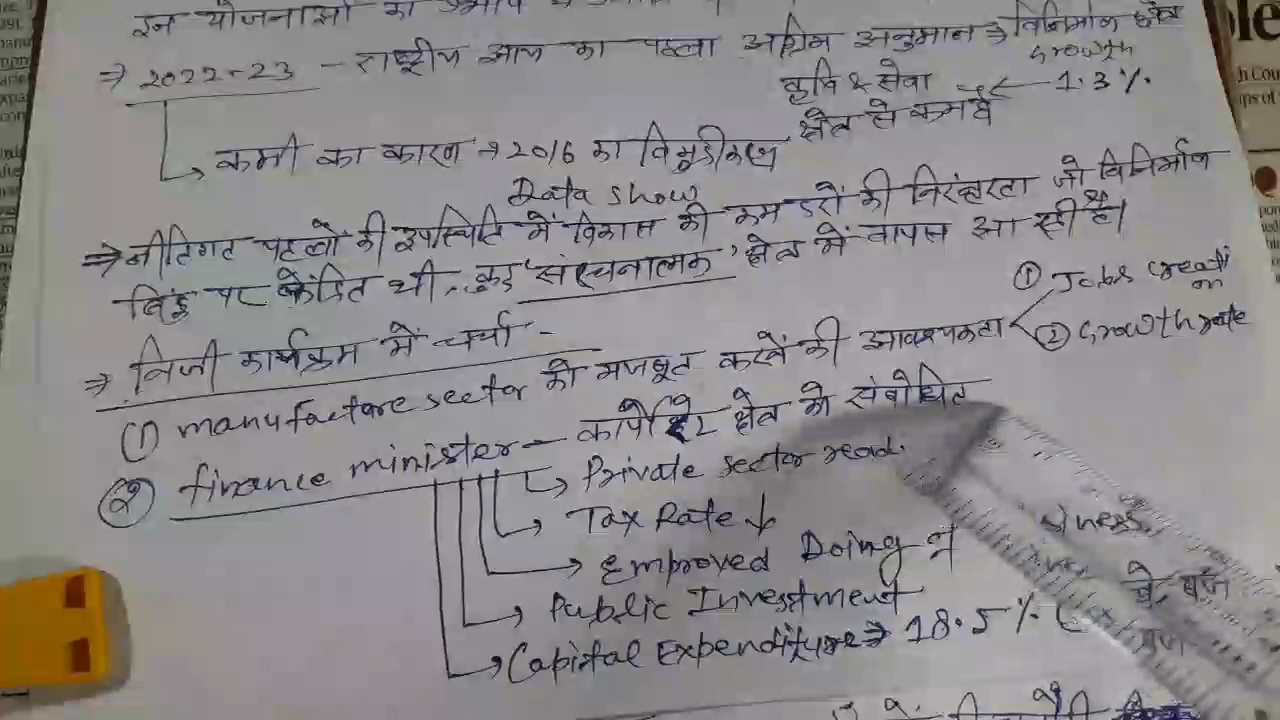 इन योजनाओं का
⇒ 2022-23 - राष्ट्रीय आय का पहला अग्रिम अनुमान ⇒ विनिर्माण क्षेत्र
Growth
कृषि & सेवा ← 1.3%
क्षेत्र से कम है
कमी का कारण → 2016 का विमुद्रीकरण
Data show
⇒ नीतिगत पहलों की उपस्थिति में विकास की कम दरों की निरंतरता जो विनिर्माण
बिंदु पर केंद्रित थी, कुछ 'संरचनात्मक' क्षेत्र में वापस आ रही है।
⇒ निजी कार्यक्रम में चर्चा -
(1) manufacture sector को मजबूत करने की आवश्यकता
① Jobs creation
② Growth rate
(2) finance minister - कार्पोरेट क्षेत्र को संबोधित
Private sector read
Tax Rate ↓
Improved Doing of
Public Investment
Capital Expenditure ⇒ 18.5% (